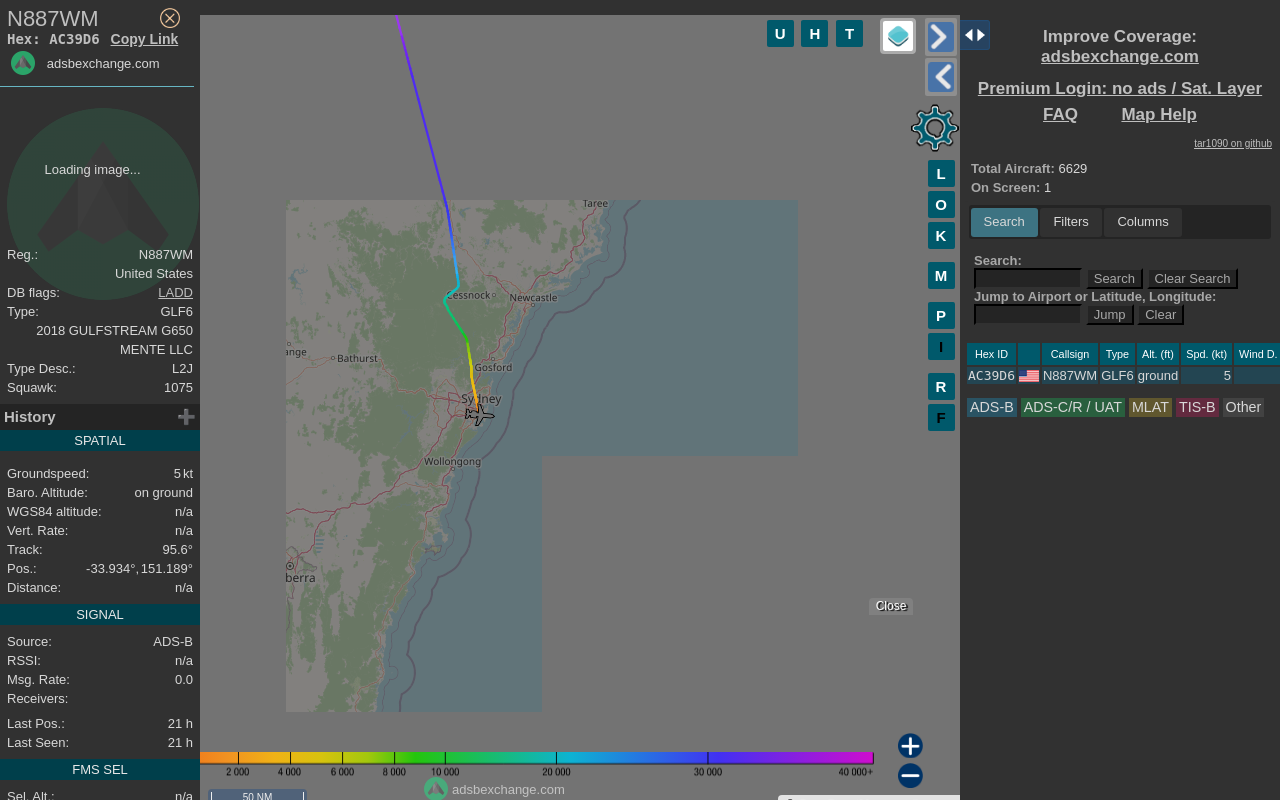 N887WM
Hex: AC39D6 Copy Link
adsbexchange.com
Loading image...
Reg.: N887WM
United States
DB flags: LADD
Type: GLF6
2018 GULFSTREAM G650
MENTE LLC
Type Desc.: L2J
Squawk: 1075
History
SPATIAL
Groundspeed: 5 kt
Baro. Altitude: on ground
WGS84 altitude: n/a
Vert. Rate: n/a
Track: 95.6°
Pos.: -33.934°, 151.189°
Distance: n/a
SIGNAL
Source: ADS-B
RSSI: n/a
Msg. Rate: 0.0
Receivers:
Last Pos.: 21 h
Last Seen: 21 h
FMS SEL
Sel. Alt.: n/a
U H T
L
O
K
M
P
I
R
F
Taree
Cessnock
Newcastle
ange
Bathurst
Gosford
Sydney
Wollongong
berra
Close
2 000 4 000 6 000 8 000 10 000 20 000 30 000 40 000+
adsbexchange.com
50 NM
Improve Coverage:
adsbexchange.com
Premium Login: no ads / Sat. Layer
FAQ Map Help
tar1090 on github
Total Aircraft: 6629
On Screen: 1
Search Filters Columns
Search:
Search Clear Search
Jump to Airport or Latitude, Longitude:
Jump Clear
Hex ID Callsign Type Alt. (ft) Spd. (kt) Wind D.
AC39D6 N887WM GLF6 ground 5
ADS-B ADS-C/R / UAT MLAT TIS-B Other